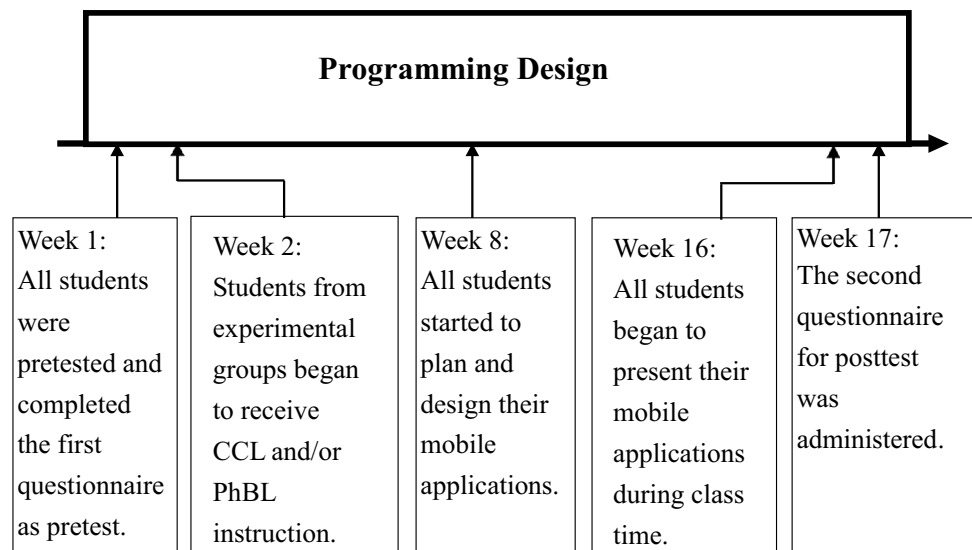 Programming Design
Week 1:
All students
were
pretested and
completed
the first
questionnaire
as pretest.
Week 2:
Students from
experimental
groups began
to receive
CCL and/or
PhBL
instruction.
Week 8:
All students
started to
plan and
design their
mobile
applications.
Week 16:
All students
began to
present their
mobile
applications
during class
time.
Week 17:
The second
questionnaire
for posttest
was
administered.